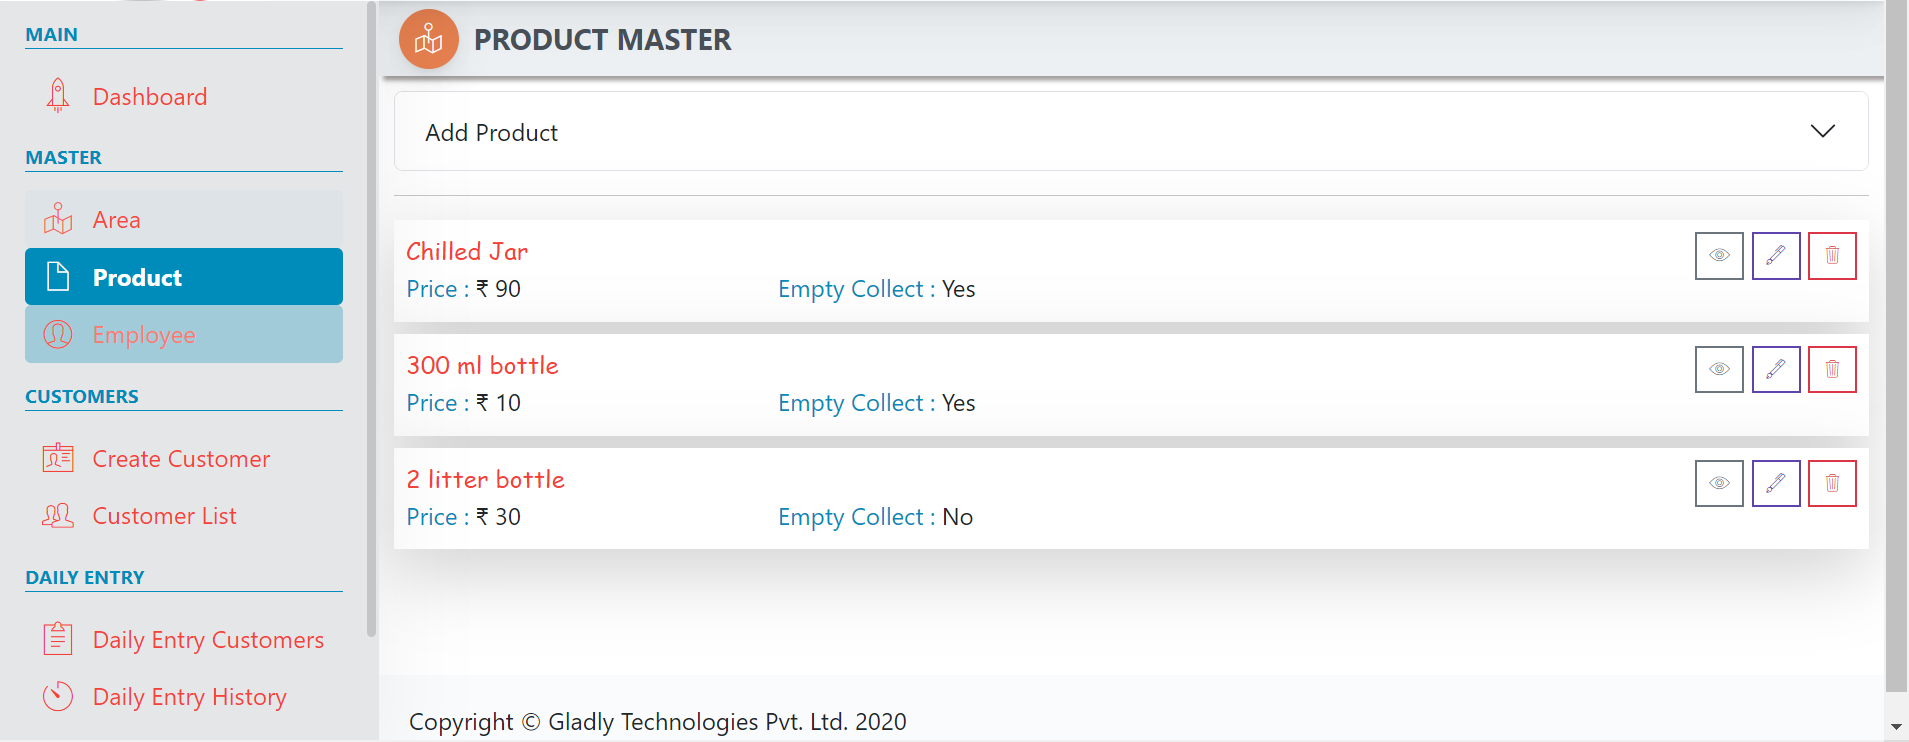 MAIN
Dashboard
MASTER
Area
Product
Employee
CUSTOMERS
Create Customer
Customer List
DAILY ENTRY
Daily Entry Customers
Daily Entry History
PRODUCT MASTER
Add Product
Chilled Jar
Price : ₹ 90 Empty Collect : Yes
300 ml bottle
Price : ₹ 10 Empty Collect : Yes
2 litter bottle
Price : ₹ 30 Empty Collect : No
Copyright © Gladly Technologies Pvt. Ltd. 2020